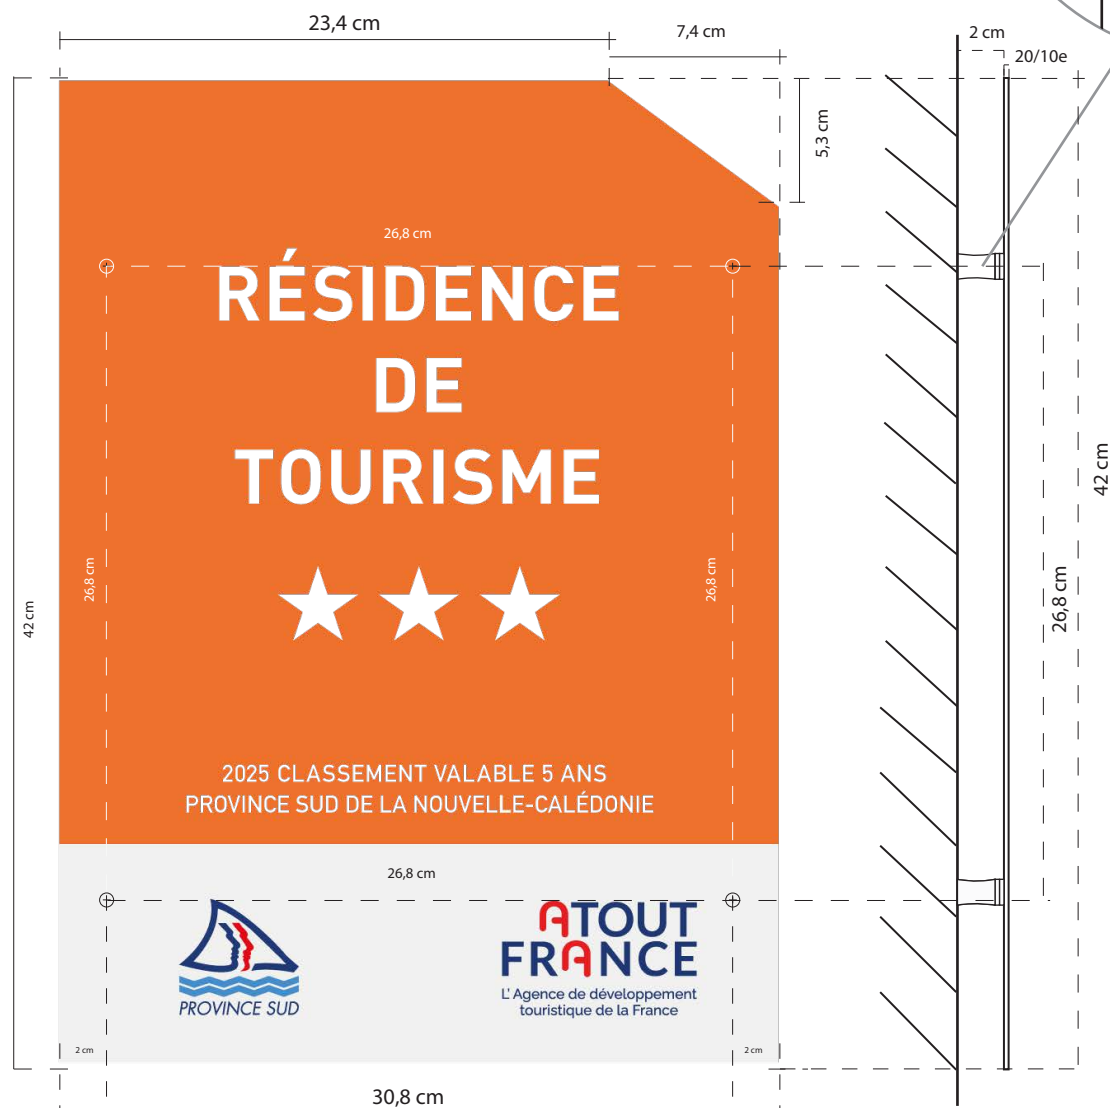 23,4 cm
7,4 cm
2 cm
20/10e
5,3 cm
26,8 cm
RÉSIDENCE
DE
TOURISME
26,8 cm
26,8 cm
42 cm
42 cm
26,8 cm
2025 CLASSEMENT VALABLE 5 ANS
PROVINCE SUD DE LA NOUVELLE-CALÉDONIE
26,8 cm
ATOUT
FRANCE
PROVINCE SUD
L'Agence de développement
touristique de la France
2 cm
2 cm
30,8 cm